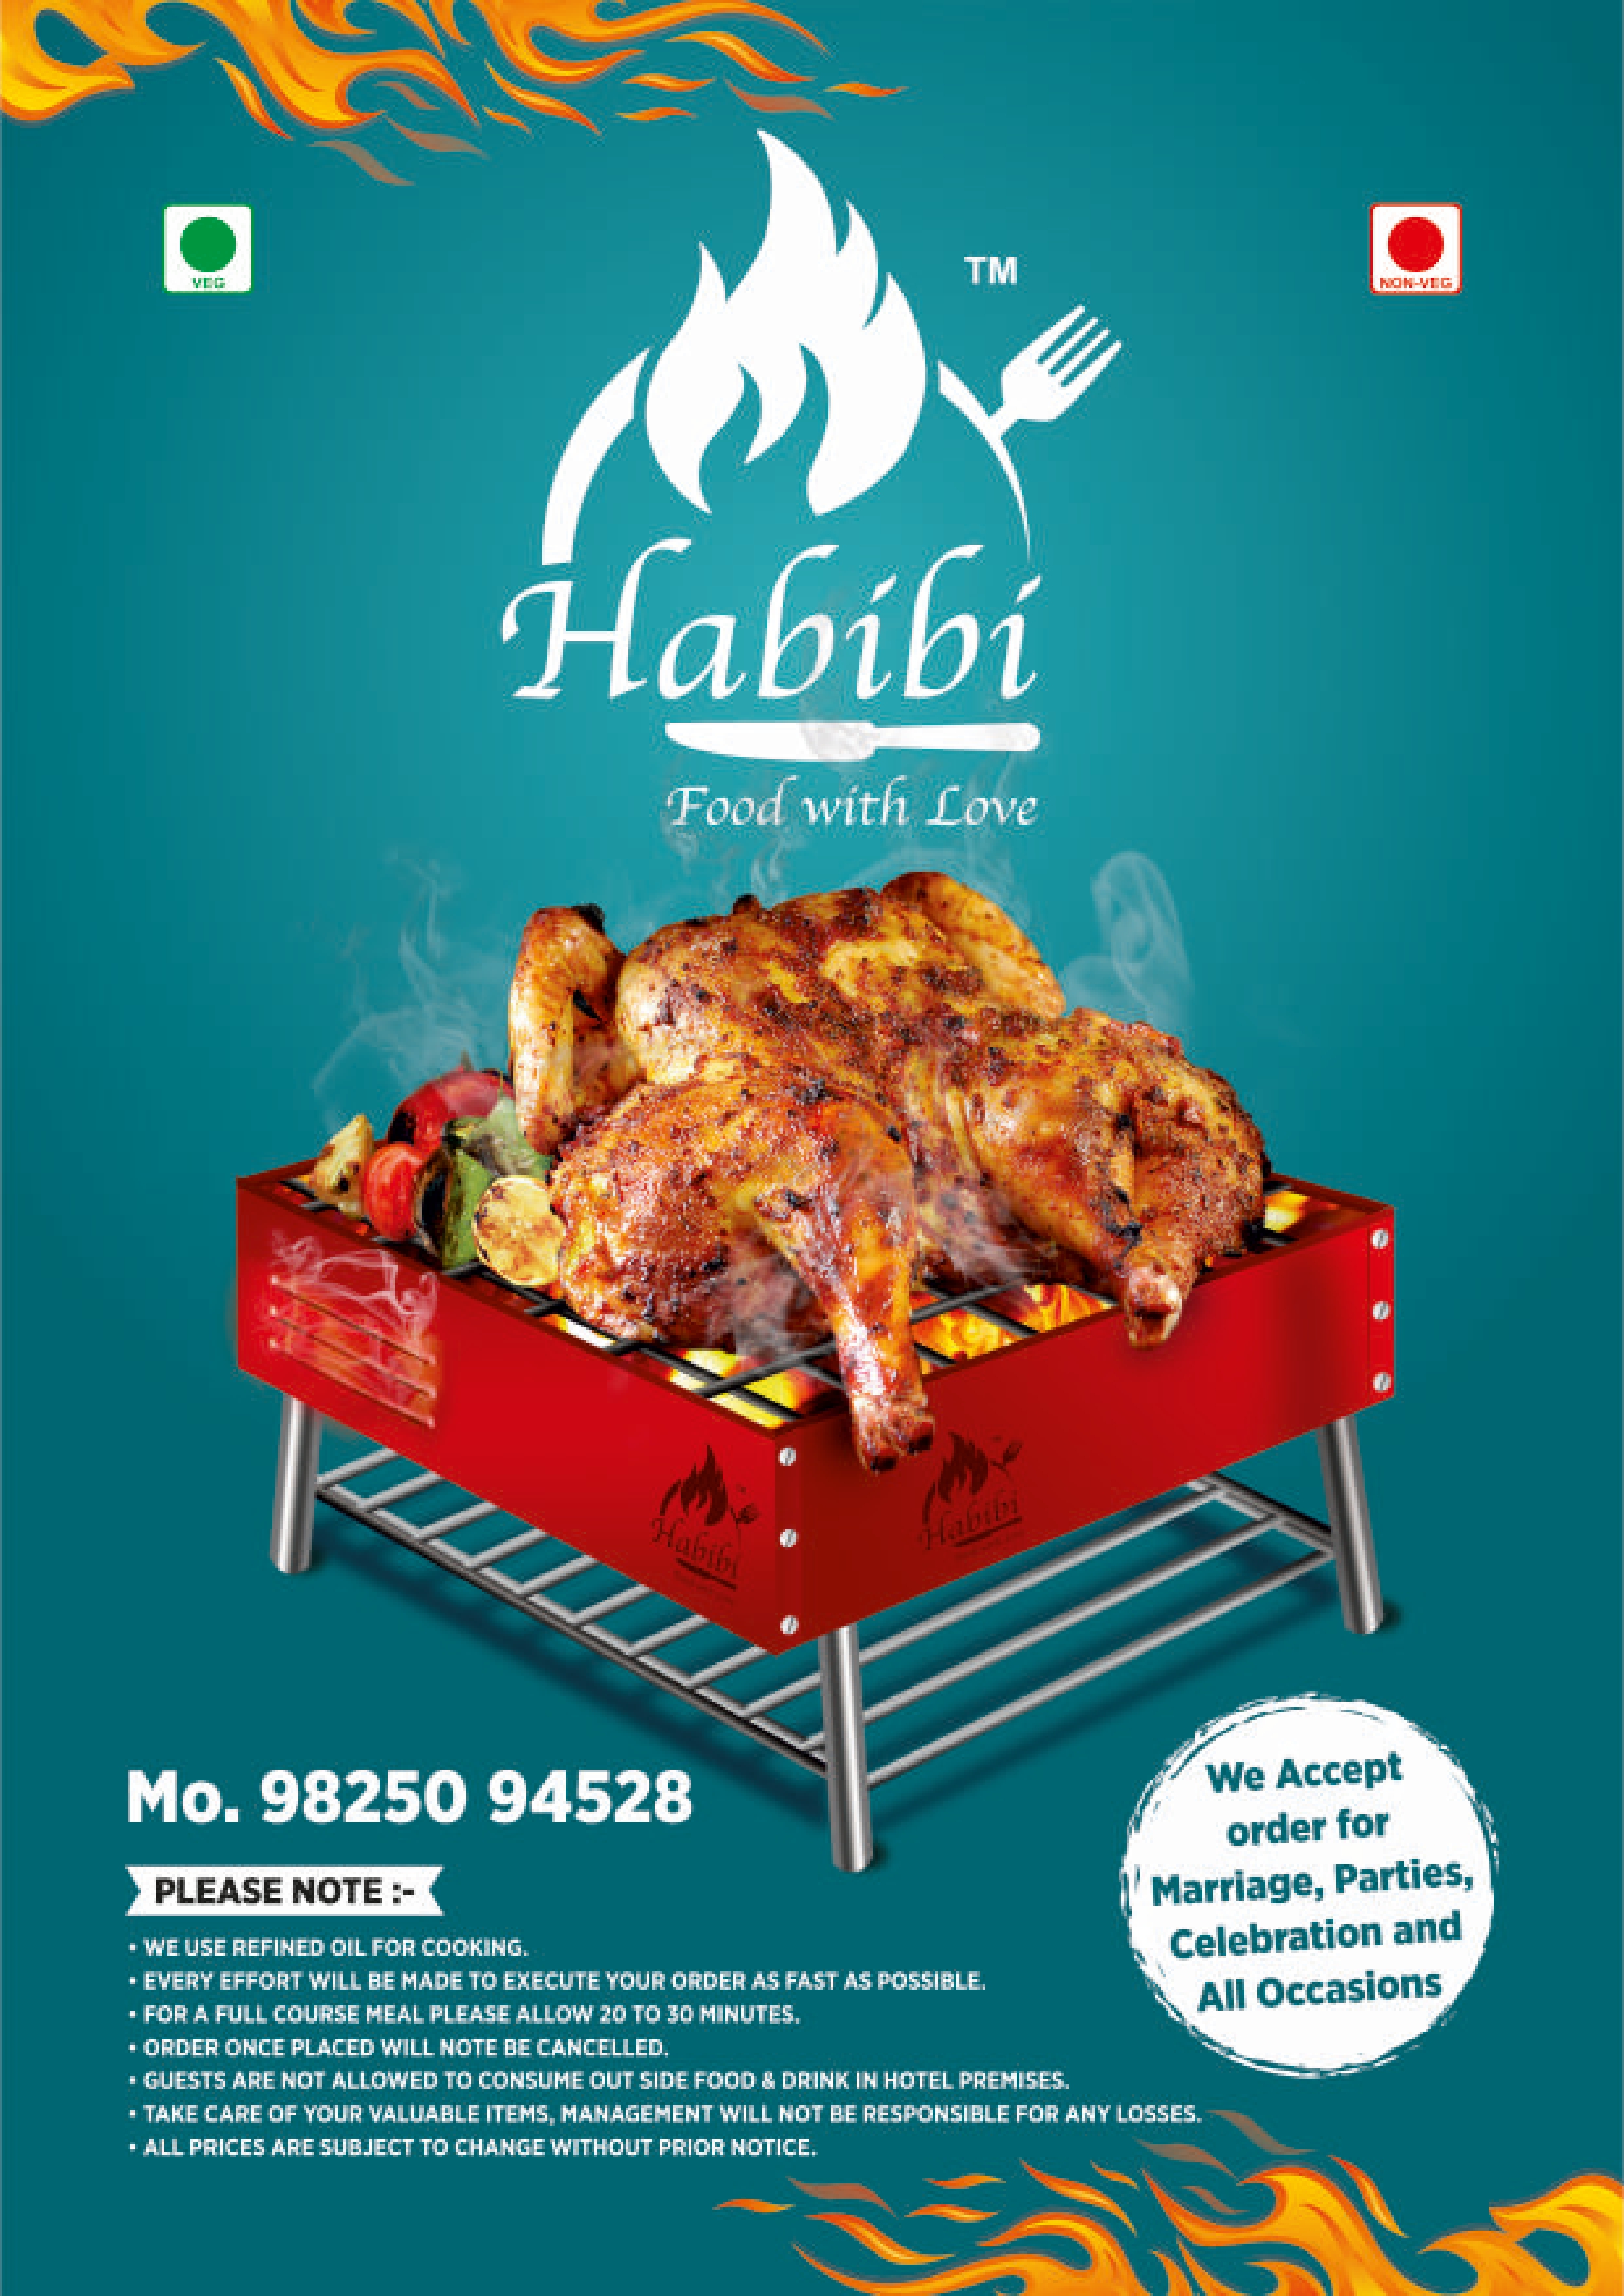 VEG
NON-VEG
TM
Habibi
Food with Love
Habibi
Habibi
Mo. 98250 94528
We Accept
order for
Marriage, Parties,
Celebration and
All Occasions
PLEASE NOTE :-
• WE USE REFINED OIL FOR COOKING.
• EVERY EFFORT WILL BE MADE TO EXECUTE YOUR ORDER AS FAST AS POSSIBLE.
• FOR A FULL COURSE MEAL PLEASE ALLOW 20 TO 30 MINUTES.
• ORDER ONCE PLACED WILL NOTE BE CANCELLED.
• GUESTS ARE NOT ALLOWED TO CONSUME OUT SIDE FOOD & DRINK IN HOTEL PREMISES.
• TAKE CARE OF YOUR VALUABLE ITEMS, MANAGEMENT WILL NOT BE RESPONSIBLE FOR ANY LOSSES.
• ALL PRICES ARE SUBJECT TO CHANGE WITHOUT PRIOR NOTICE.